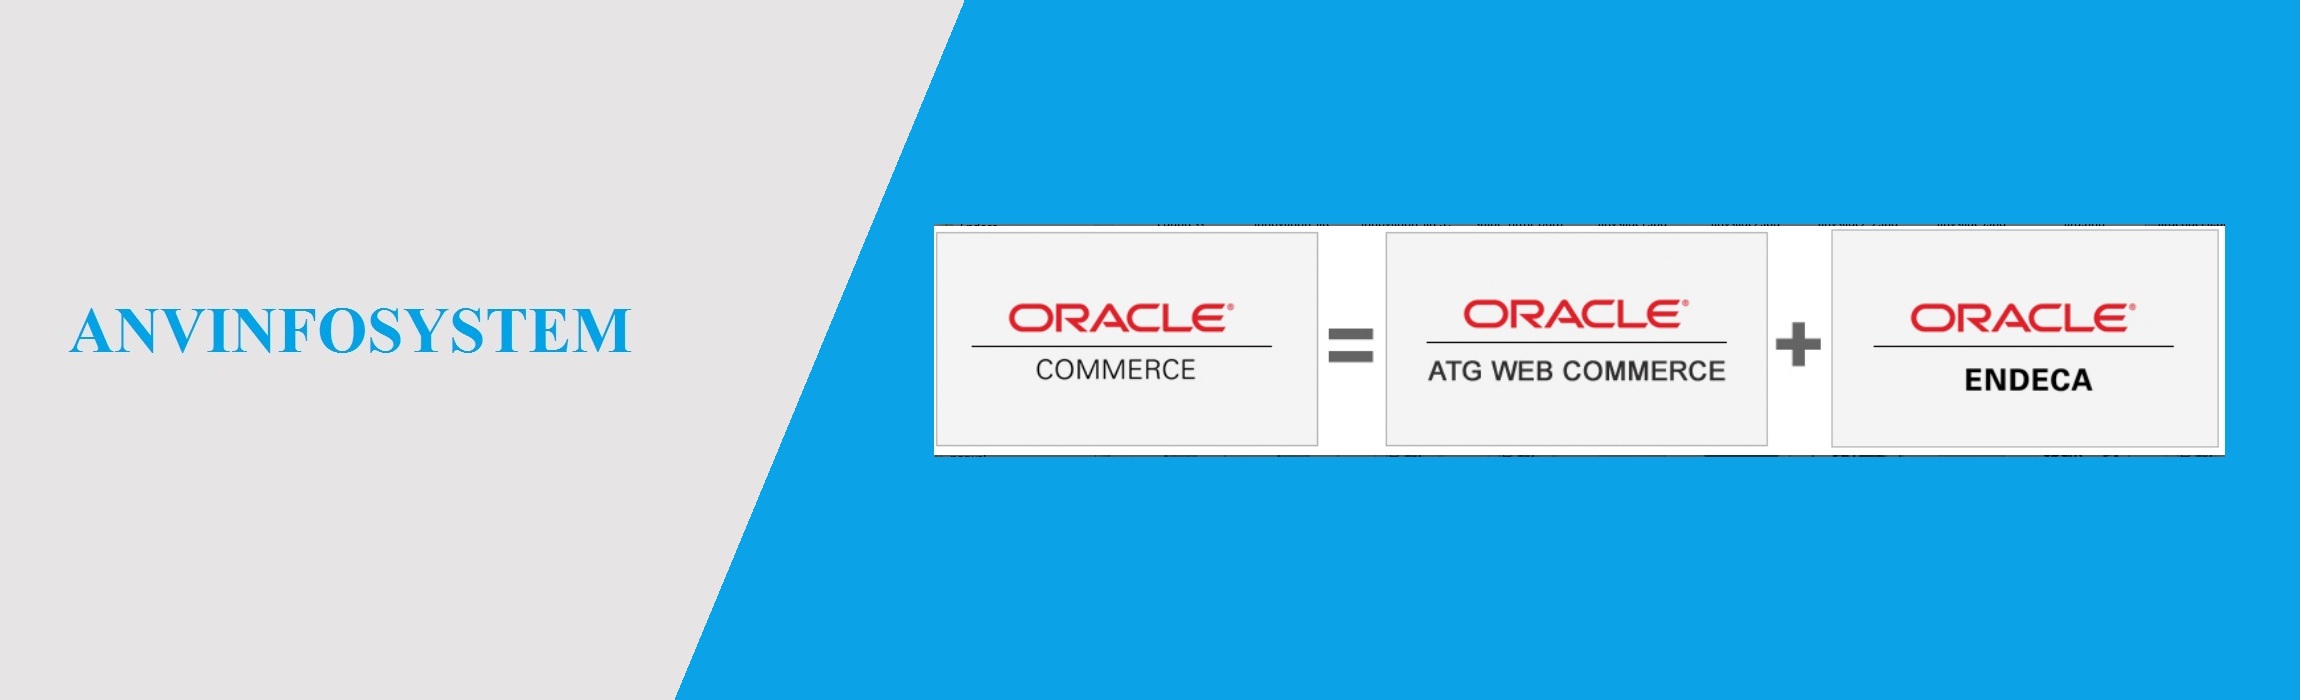 ANVINFOSYSTEM
ORACLE®
COMMERCE
=
ORACLE®
ATG WEB COMMERCE
+
ORACLE®
ENDECA